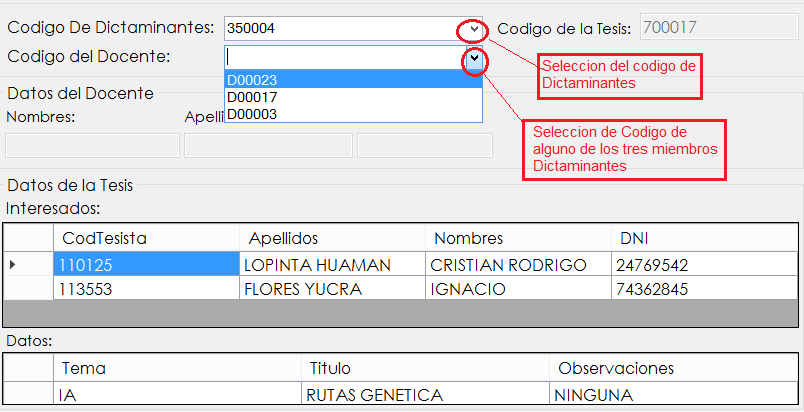 Codigo De Dictaminantes: 350004 Codigo de la Tesis: 700017
Codigo del Docente:
Seleccion del codigo de
Dictaminantes
D00023
D00017
D00003
Datos del Docente
Nombres: Apelli
Seleccion de Codigo de
alguno de los tres miembros
Dictaminantes
Datos de la Tesis
Interesados:
CodTesista Apellidos Nombres DNI
110125 LOPINTA HUAMAN CRISTIAN RODRIGO 24769542
113553 FLORES YUCRA IGNACIO 74362845
Datos:
Tema Titulo Observaciones
IA RUTAS GENETICA NINGUNA